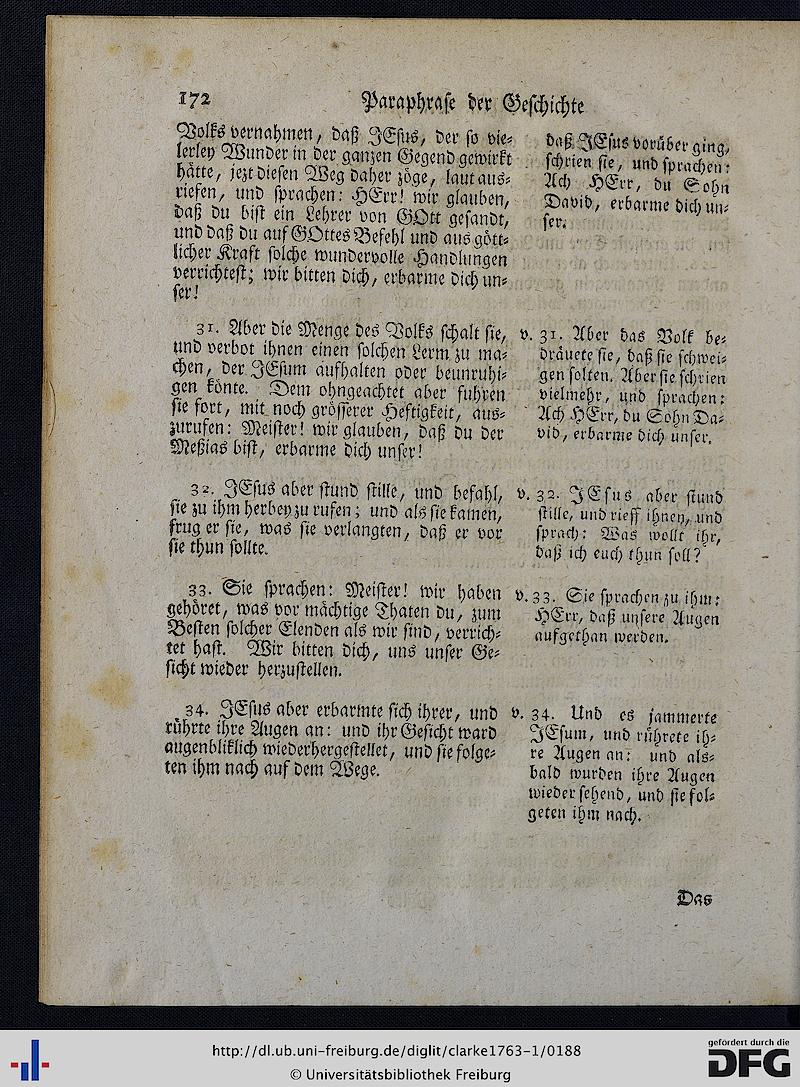 172 Paraphrase der Geschichte
Volks vernahmen, daß JEsus, der so vie=
lerley Wunder in der ganzen Gegend gewirkt
hätte, jezt diesen Weg daher zöge, laut aus=
riefen, und sprachen: HErr! wir glauben,
daß du bist ein Lehrer von GOtt gesandt,
und daß du auf GOttes Befehl und aus gött=
licher Kraft solche wundervolle Handlungen
verrichtest; wir bitten dich, erbarme dich un=
ser!
31. Aber die Menge des Volks schalt sie,
und verbot ihnen einen solchen Lerm zu ma=
chen, der JEsum aufhalten oder beunruhi=
gen könte. Dem ohngeachtet aber fuhren
sie fort, mit noch grösserer Heftigkeit, aus=
zurufen: Meister! wir glauben, daß du der
Meßias bist, erbarme dich unser!
32. JEsus aber stund stille, und befahl,
sie zu ihm herbey zu rufen; und als sie kamen,
frug er sie, was sie verlangten, daß er vor
sie thun sollte.
33. Sie sprachen: Meister! wir haben
gehöret, was vor mächtige Thaten du, zum
Besten solcher Elenden als wir sind, verrich=
tet hast. Wir bitten dich, uns unser Ge=
sicht wieder herzustellen.
34. JEsus aber erbarmte sich ihrer, und
rührte ihre Augen an: und ihr Gesicht ward
augenbliklich wiederhergestellet, und sie folge=
ten ihm nach auf dem Wege.
daß JEsus vorüber ging,
schrien sie, und sprachen:
Ach HErr, du Sohn
David, erbarme dich un=
ser.
v. 31. Aber das Volk be=
dräuete sie, daß sie schwei=
gen solten. Aber sie schrien
vielmehr, und sprachen:
Ach HErr, du Sohn Da=
vid, erbarme dich unser.
v. 32. JEsus aber stund
stille, und rieff ihnen, und
sprach: Was wollt ihr,
daß ich euch thun soll?
v. 33. Sie sprachen zu ihm:
HErr, daß unsere Augen
aufgethan werden.
v. 34. Und es jammerte
JEsum, und rührete ih=
re Augen an: und als=
bald wurden ihre Augen
wieder sehend, und sie fol=
geten ihm nach.
Das
http://dl.ub.uni-freiburg.de/diglit/clarke1763-1/0188
© Universitätsbibliothek Freiburg
gefördert durch die
DFG